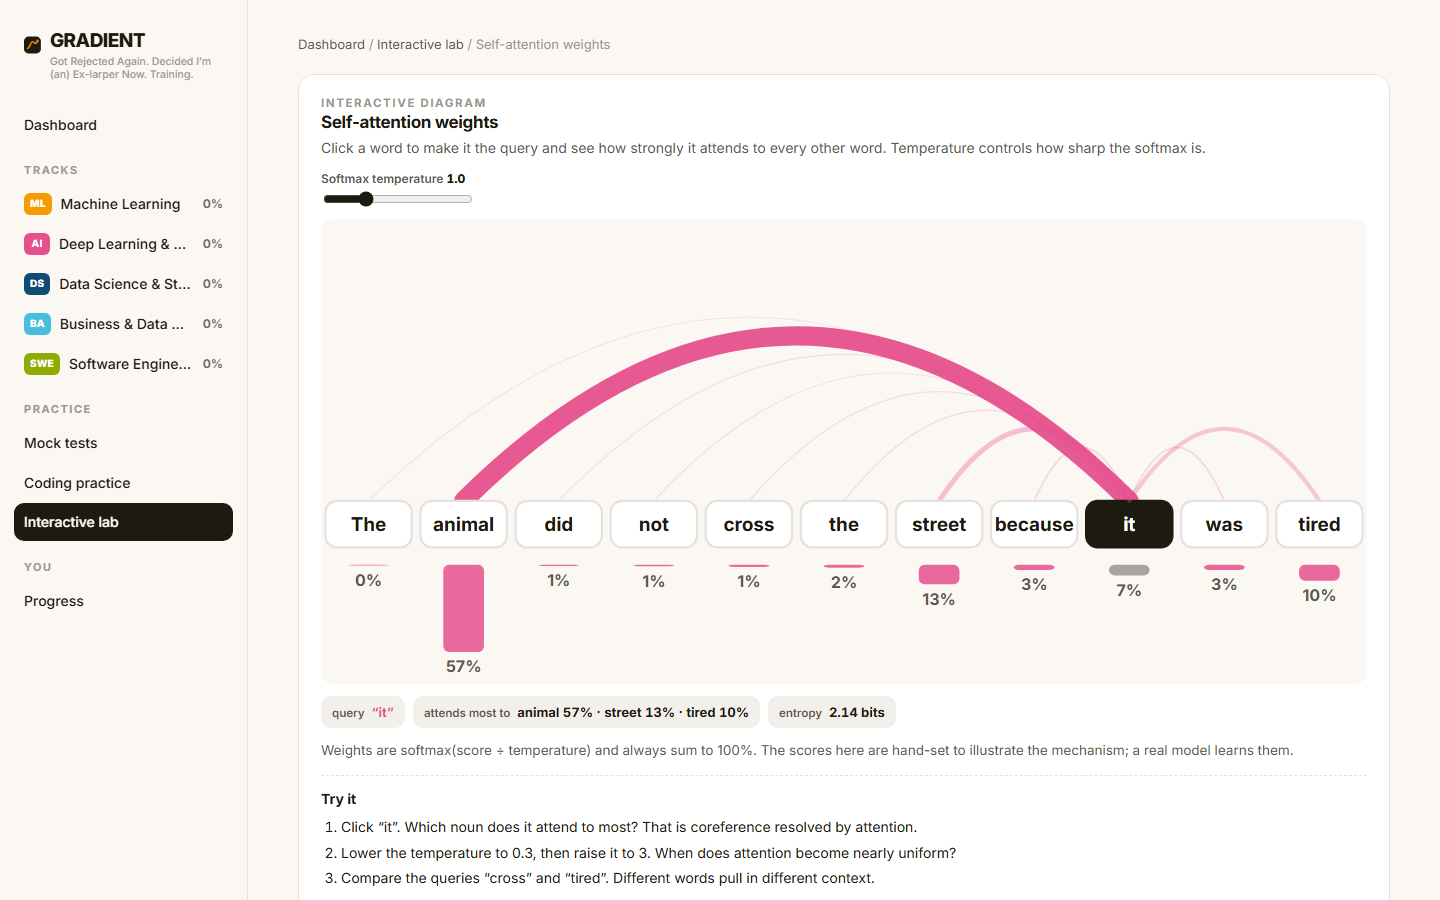 GRADIENT
Got Rejected Again. Decided I'm
(an) Ex-larper Now. Training.
Dashboard
TRACKS
ML Machine Learning 0%
AI Deep Learning & ... 0%
DS Data Science & St... 0%
BA Business & Data ... 0%
SWE Software Engine... 0%
PRACTICE
Mock tests
Coding practice
Interactive lab
YOU
Progress
Dashboard / Interactive lab / Self-attention weights
INTERACTIVE DIAGRAM
Self-attention weights
Click a word to make it the query and see how strongly it attends to every other word. Temperature controls how sharp the softmax is.
Softmax temperature 1.0
The animal did not cross the street because it was tired
0% 57% 1% 1% 1% 2% 13% 3% 7% 3% 10%
query “it” attends most to animal 57% · street 13% · tired 10% entropy 2.14 bits
Weights are softmax(score ÷ temperature) and always sum to 100%. The scores here are hand-set to illustrate the mechanism; a real model learns them.
Try it
1. Click “it”. Which noun does it attend to most? That is coreference resolved by attention.
2. Lower the temperature to 0.3, then raise it to 3. When does attention become nearly uniform?
3. Compare the queries “cross” and “tired”. Different words pull in different context.